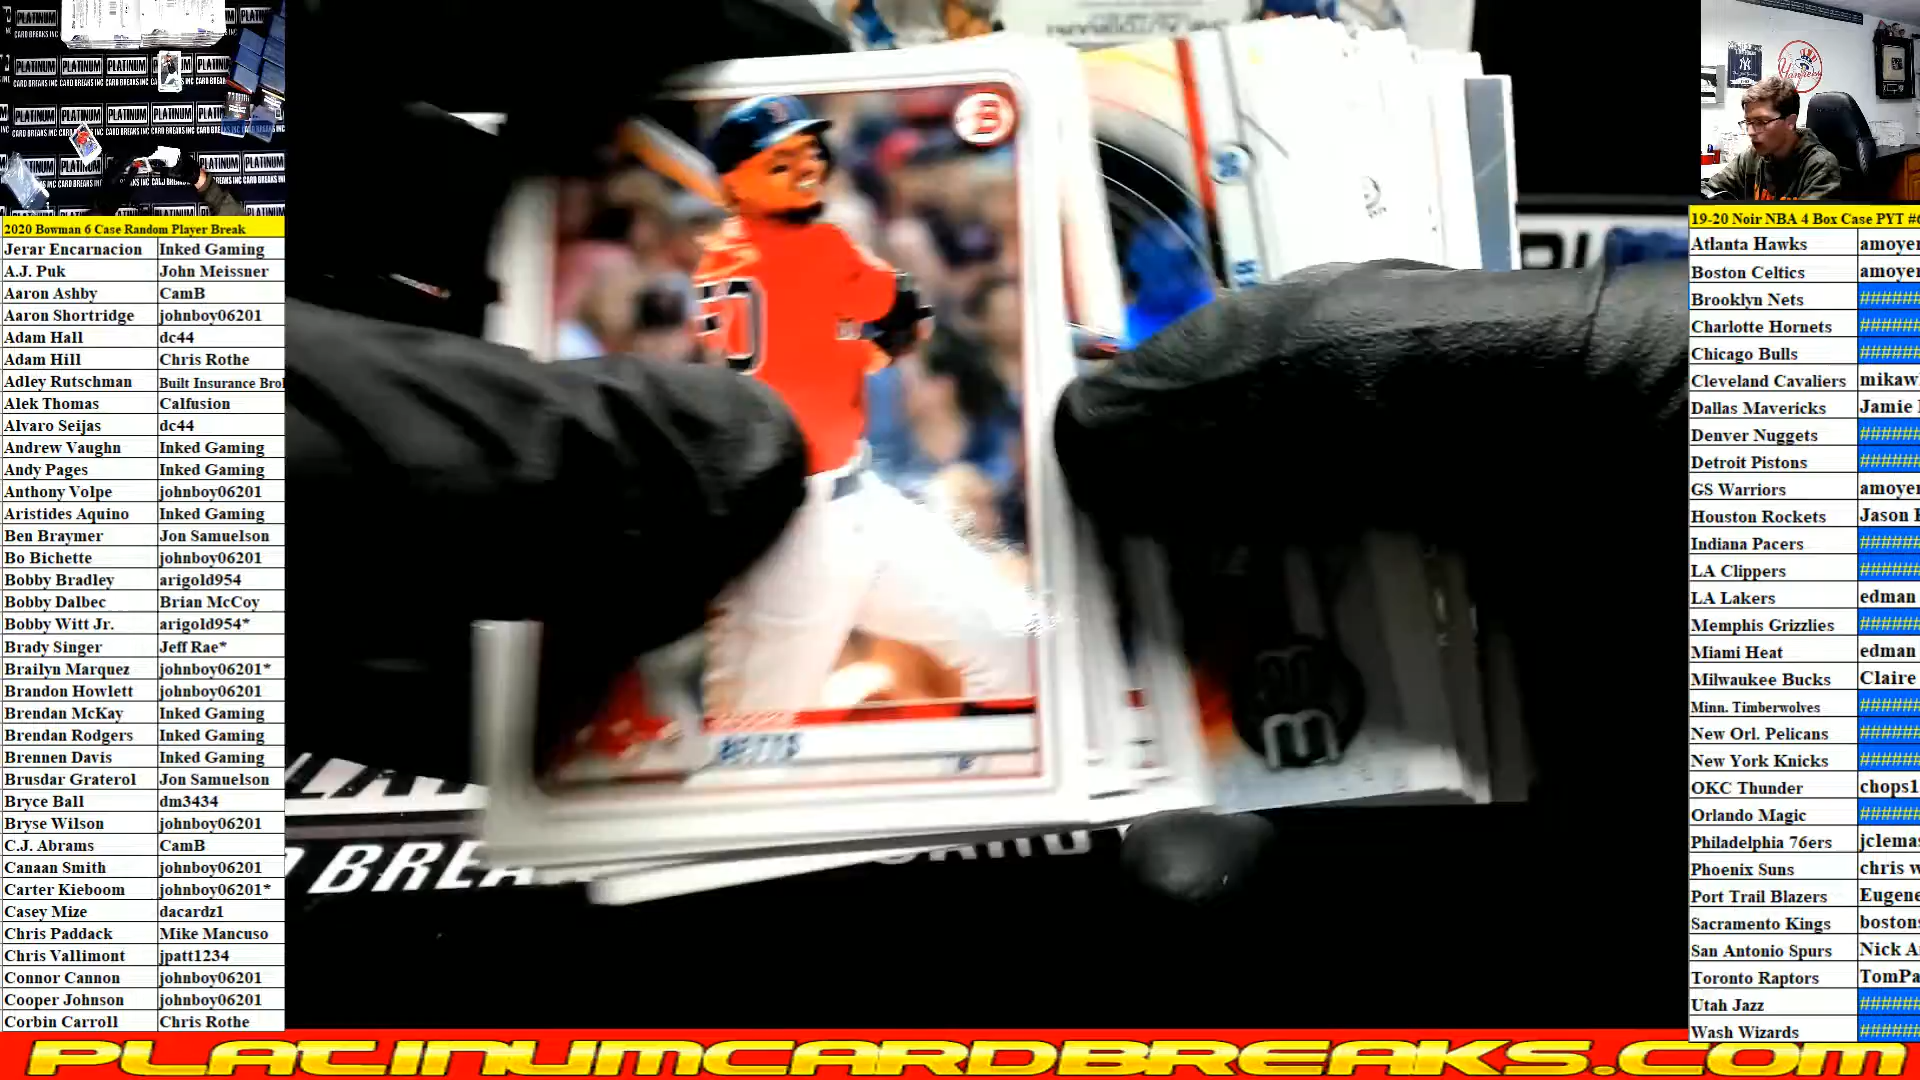 2020 Bowman 6 Case Random Player Break
Jerar Encarnacion Inked Gaming
A.J. Puk John Meissner
Aaron Ashby CamB
Aaron Shortridge johnboy06201
Adam Hall dc44
Adam Hill Chris Rothe
Adley Rutschman Built Insurance Bro
Alek Thomas Calfusion
Alvaro Seijas dc44
Andrew Vaughn Inked Gaming
Andy Pages Inked Gaming
Anthony Volpe johnboy06201
Aristides Aquino Inked Gaming
Ben Braymer Jon Samuelson
Bo Bichette johnboy06201
Bobby Bradley arigold954
Bobby Dalbec Brian McCoy
Bobby Witt Jr. arigold954*
Brady Singer Jeff Rae*
Brailyn Marquez johnboy06201*
Brandon Howlett johnboy06201
Brendan McKay Inked Gaming
Brendan Rodgers Inked Gaming
Brennen Davis Inked Gaming
Brusdar Graterol Jon Samuelson
Bryce Ball dm3434
Bryse Wilson johnboy06201
C.J. Abrams CamB
Canaan Smith johnboy06201
Carter Kieboom johnboy06201*
Casey Mize dacardz1
Chris Paddack Mike Mancuso
Chris Vallimont jpatt1234
Connor Cannon johnboy06201
Cooper Johnson johnboy06201
Corbin Carroll Chris Rothe
PLATINUM
CARD BREAKS INC
B
50
BETTS
BREA
CARD
Yankees
19-20 Noir NBA 4 Box Case PYT #6
Atlanta Hawks amoyer
Boston Celtics amoyer
Brooklyn Nets ######
Charlotte Hornets ######
Chicago Bulls ######
Cleveland Cavaliers mikaw
Dallas Mavericks Jamie
Denver Nuggets ######
Detroit Pistons ######
GS Warriors amoyer
Houston Rockets Jason
Indiana Pacers ######
LA Clippers ######
LA Lakers edman
Memphis Grizzlies ######
Miami Heat edman
Milwaukee Bucks Claire
Minn. Timberwolves ######
New Orl. Pelicans ######
New York Knicks ######
OKC Thunder chops1
Orlando Magic ######
Philadelphia 76ers jclema
Phoenix Suns chris w
Port Trail Blazers Eugene
Sacramento Kings boston
San Antonio Spurs Nick A
Toronto Raptors TomPa
Utah Jazz ######
Wash Wizards ######
PLATINUMCARDBREAKS.COM